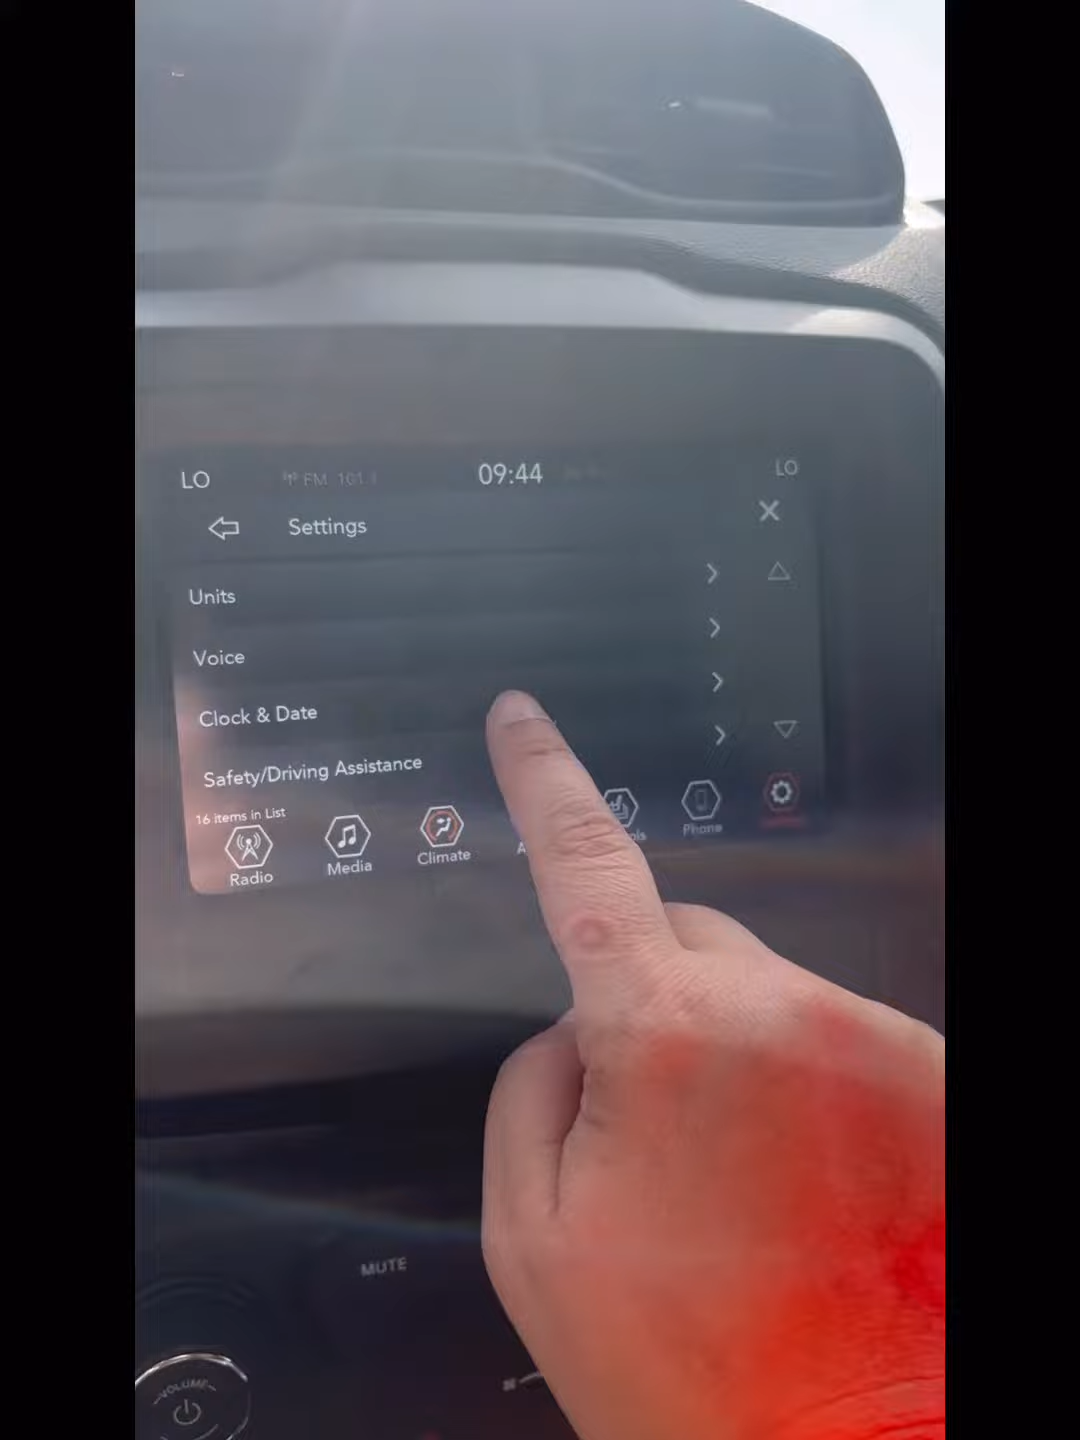 LO FM 101.1 09:44 LO
Settings
Units
Voice
Clock & Date
Safety/Driving Assistance
16 items in List
Radio Media Climate Phone
MUTE
VOLUME